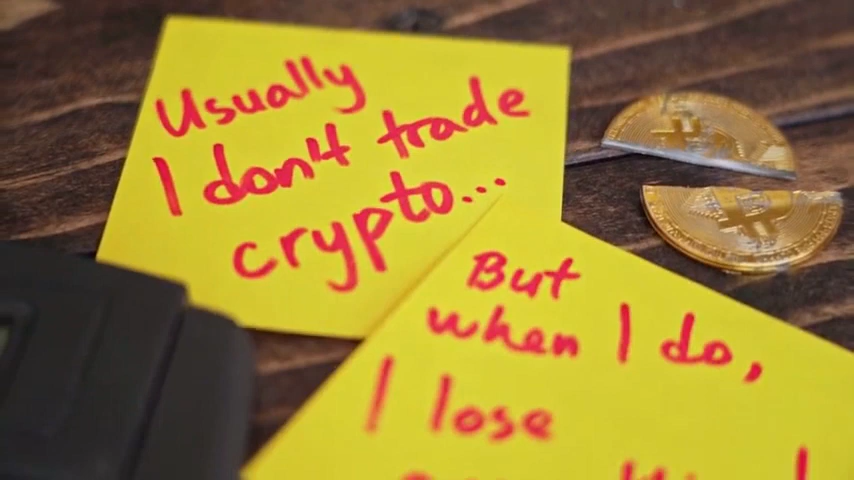 Usually
I don't trade
crypto...
But
when I do,
I lose